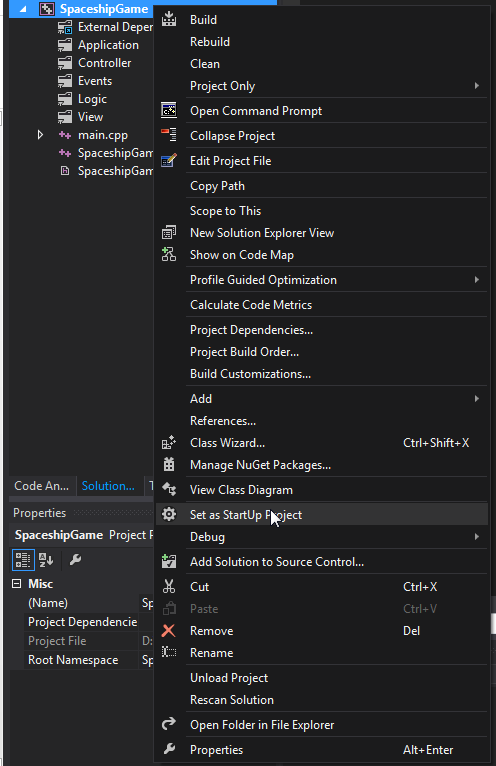 SpaceshipGame
External Depen
Application
Controller
Events
Logic
View
main.cpp
SpaceshipGam
SpaceshipGam
Build
Rebuild
Clean
Project Only
Open Command Prompt
Collapse Project
Edit Project File
Copy Path
Scope to This
New Solution Explorer View
Show on Code Map
Profile Guided Optimization
Calculate Code Metrics
Project Dependencies...
Project Build Order...
Build Customizations...
Add
References...
Class Wizard... Ctrl+Shift+X
Manage NuGet Packages...
View Class Diagram
Set as StartUp Project
Debug
Add Solution to Source Control...
Cut Ctrl+X
Paste Ctrl+V
Remove Del
Rename
Unload Project
Rescan Solution
Open Folder in File Explorer
Properties Alt+Enter
Code An... Solution... T
Properties
SpaceshipGame Project P
Misc
(Name) Sp
Project Dependencie
Project File D:
Root Namespace Sp